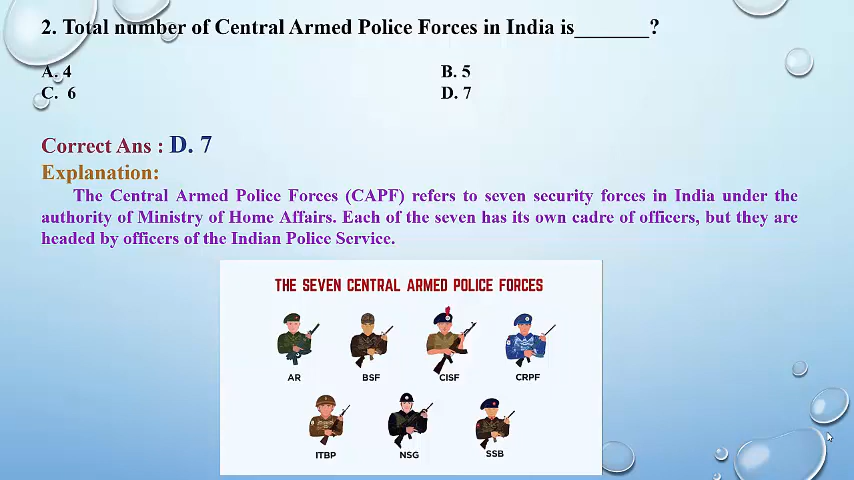 2. Total number of Central Armed Police Forces in India is_______?
A. 4
B. 5
C. 6
D. 7
Correct Ans : D. 7
Explanation:
The Central Armed Police Forces (CAPF) refers to seven security forces in India under the
authority of Ministry of Home Affairs. Each of the seven has its own cadre of officers, but they are
headed by officers of the Indian Police Service.
THE SEVEN CENTRAL ARMED POLICE FORCES
AR BSF CISF CRPF
ITBP NSG SSB